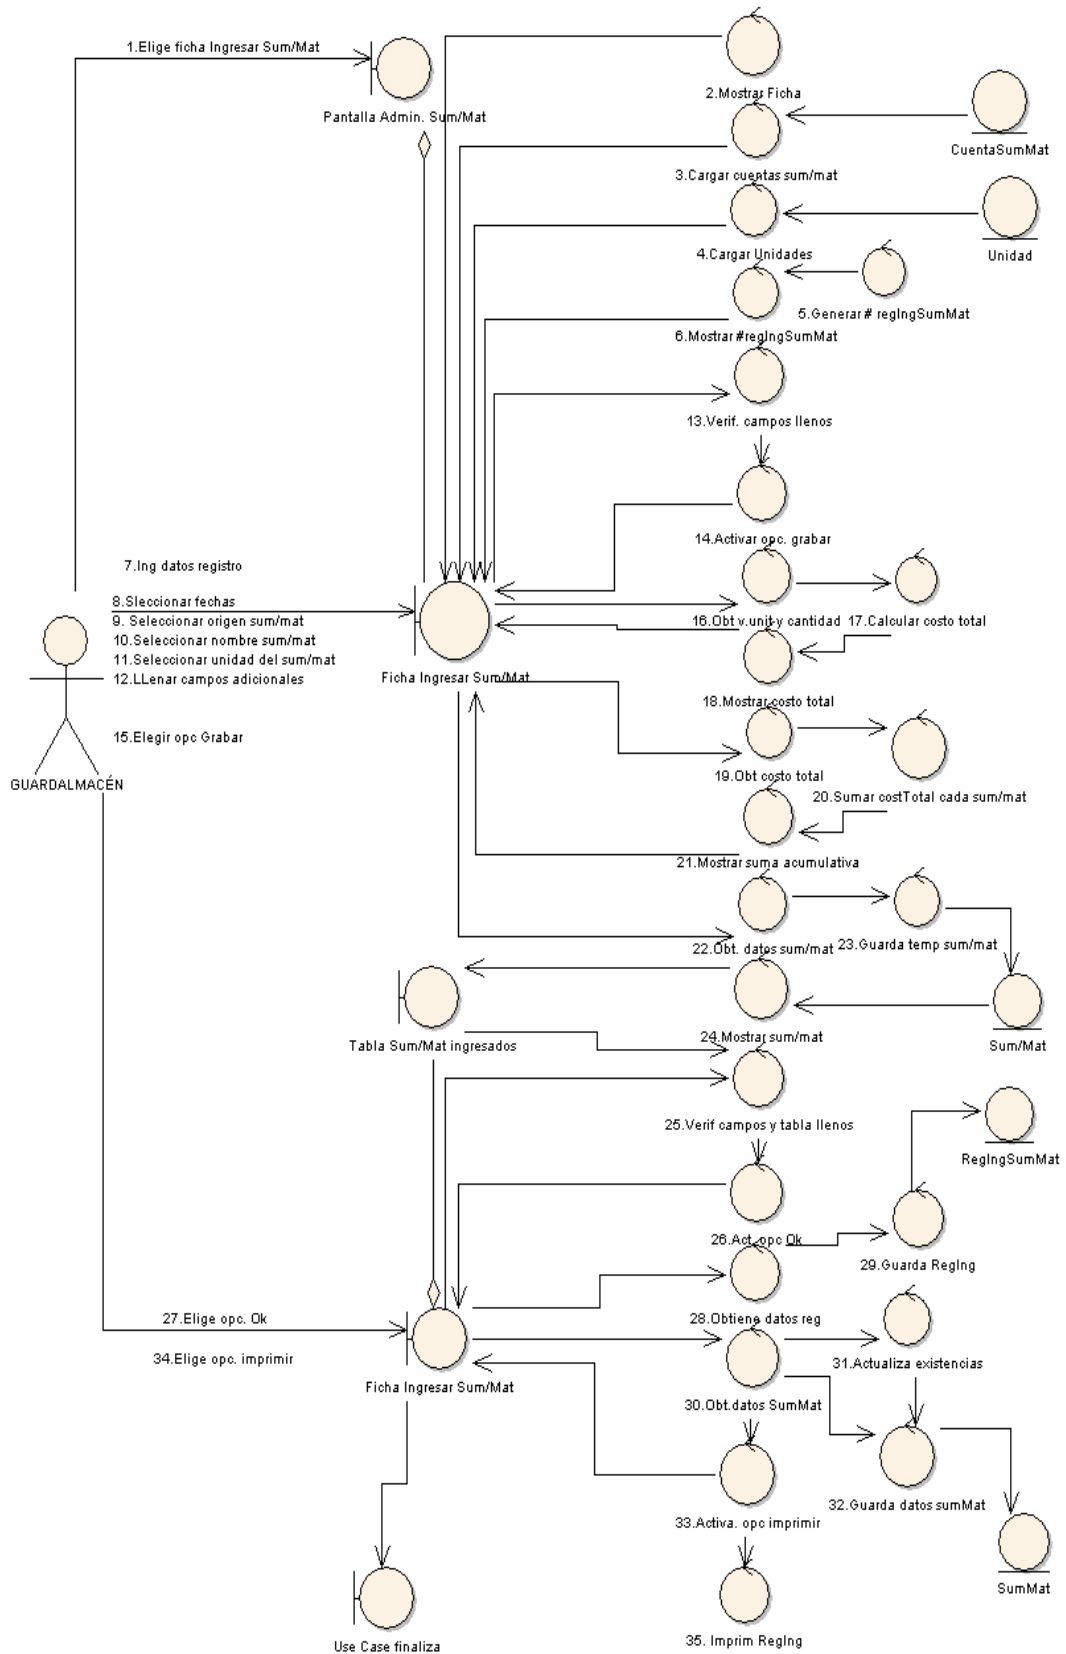 1.Elige ficha Ingresar Sum/Mat
Pantalla Admin. Sum/Mat
2.Mostrar Ficha
CuentaSumMat
3.Cargar cuentas sum/mat
4.Cargar Unidades
Unidad
5.Generar # regIngSumMat
6.Mostrar #regIngSumMat
13.Verif. campos llenos
14.Activar opc. grabar
7.Ing datos registro
8.Sleccionar fechas
9. Seleccionar origen sum/mat
10.Seleccionar nombre sum/mat
11.Seleccionar unidad del sum/mat
12.LLenar campos adicionales
15.Elegir opc Grabar
GUARDALMACÉN
Ficha Ingresar Sum/Mat
16.Obt v.unit y cantidad
17.Calcular costo total
18.Mostrar costo total
19.Obt costo total
20.Sumar costTotal cada sum/mat
21.Mostrar suma acumulativa
22.Obt. datos sum/mat
23.Guarda temp sum/mat
Tabla Sum/Mat ingresados
24.Mostrar sum/mat
Sum/Mat
25.Verif campos y tabla llenos
RegIngSumMat
26.Act. opc Ok
29.Guarda RegIng
27.Elige opc. Ok
28.Obtiene datos reg
34.Elige opc. imprimir
31.Actualiza existencias
Ficha Ingresar Sum/Mat
30.Obt.datos SumMat
32.Guarda datos sumMat
33.Activa. opc imprimir
SumMat
35. Imprim RegIng
Use Case finaliza